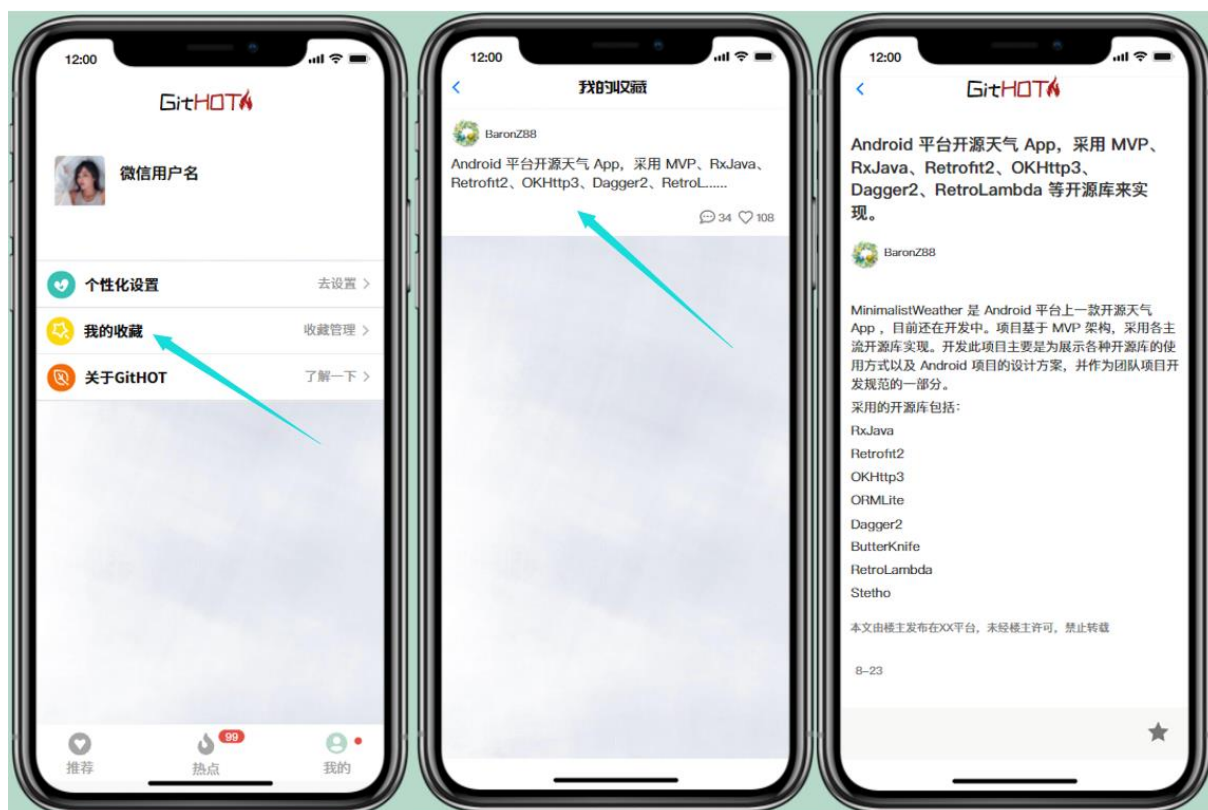 12:00
GitHOT
微信用户名
个性化设置
去设置 >
我的收藏
收藏管理 >
关于GitHOT
了解一下 >
推荐
99
热点
我的
12:00
<
我的收藏
BaronZ88
Android 平台开源天气 App，采用 MVP、RxJava、
Retrofit2、OKHttp3、Dagger2、RetroL......
34
108
12:00
<
GitHOT
Android 平台开源天气 App，采用 MVP、
RxJava、Retrofit2、OKHttp3、
Dagger2、RetroLambda 等开源库来实
现。
BaronZ88
MinimalistWeather 是 Android 平台上一款开源天气
App ，目前还在开发中。项目基于 MVP 架构，采用各主
流开源库实现。开发此项目主要是为展示各种开源库的使
用方式以及 Android 项目的设计方案，并作为团队项目开
发规范的一部分。
采用的开源库包括：
RxJava
Retrofit2
OKHttp3
ORMLite
Dagger2
ButterKnife
RetroLambda
Stetho
本文由楼主发布在XX平台，未经楼主许可，禁止转载
8-23